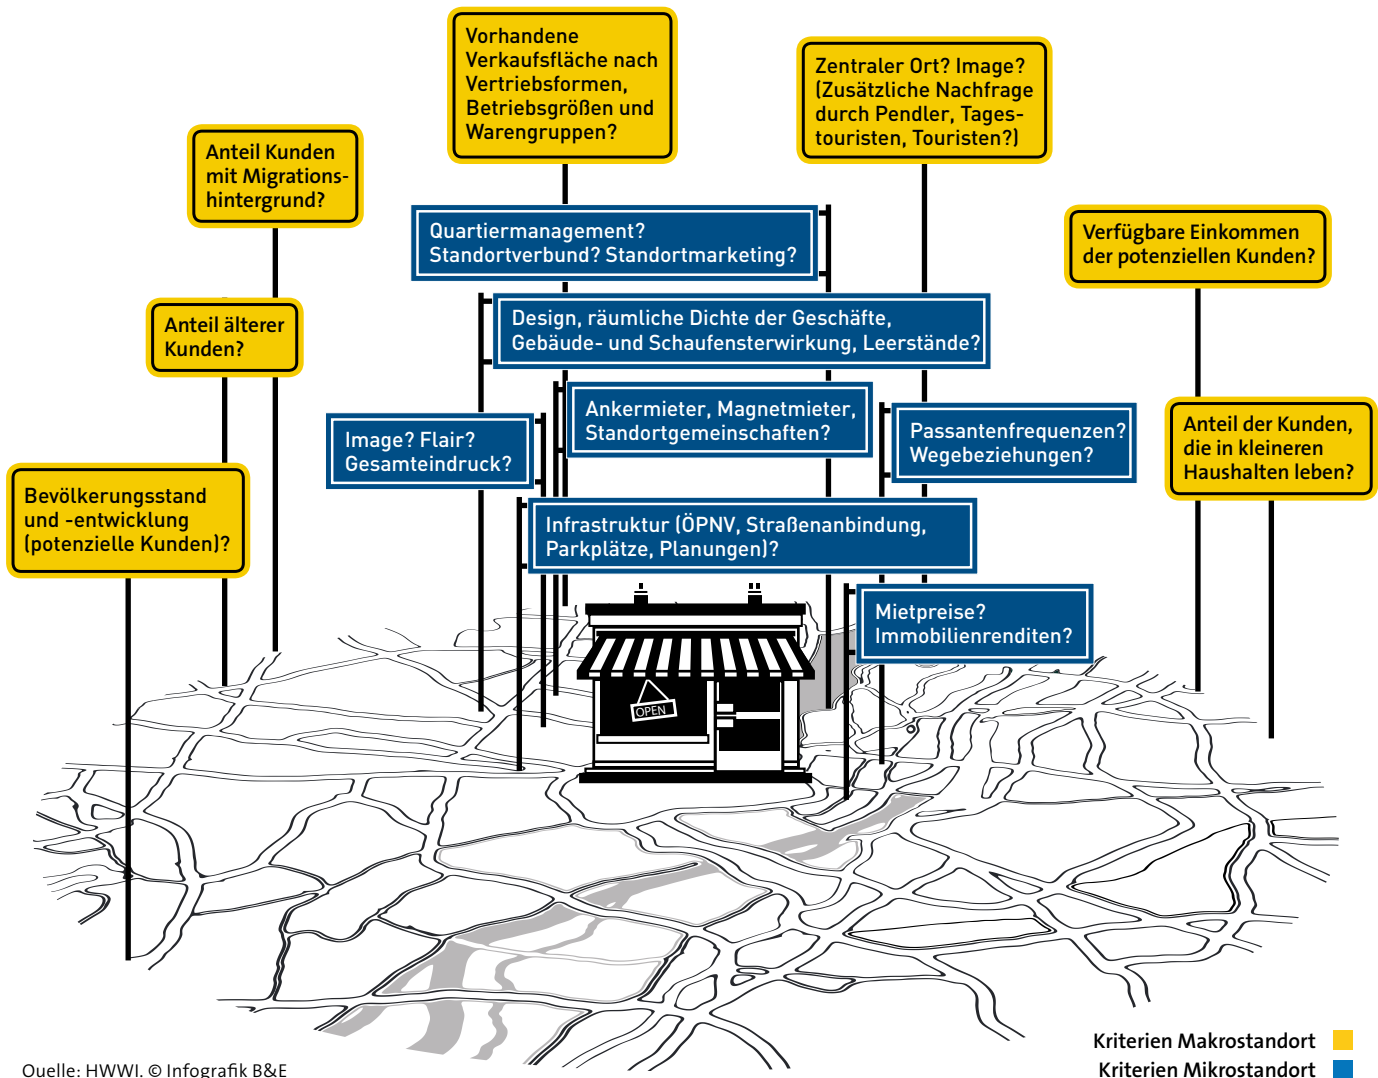 Vorhandene
Verkaufsfläche nach
Vertriebsformen,
Betriebsgrößen und
Warengruppen?
Zentraler Ort? Image?
(Zusätzliche Nachfrage
durch Pendler, Tages-
touristen, Touristen?)
Anteil Kunden
mit Migrations-
hintergrund?
Quartiermanagement?
Standortverbund? Standortmarketing?
Verfügbare Einkommen
der potenziellen Kunden?
Anteil älterer
Kunden?
Design, räumliche Dichte der Geschäfte,
Gebäude- und Schaufensterwirkung, Leerstände?
Ankermieter, Magnetmieter,
Standortgemeinschaften?
Image? Flair?
Gesamteindruck?
Passantenfrequenzen?
Wegebeziehungen?
Anteil der Kunden,
die in kleineren
Haushalten leben?
Bevölkerungsstand
und -entwicklung
(potenzielle Kunden)?
Infrastruktur (ÖPNV, Straßenanbindung,
Parkplätze, Planungen)?
Mietpreise?
Immobilienrenditen?
OPEN
Kriterien Makrostandort
Kriterien Mikrostandort
Quelle: HWWI. © Infografik B&E